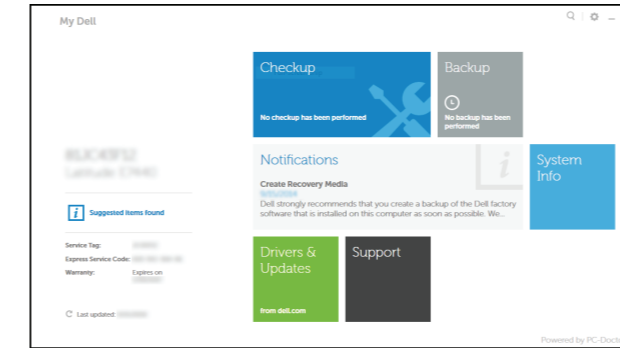 My Dell
Checkup
No checkup has been performed
Backup
No backup has been
performed
Suggested items found
Service Tag:
Express Service Code:
Warranty:
Expires on
Last updated:
Notifications
Create Recovery Media
Dell strongly recommends that you create a backup of the Dell factory
software that is installed on this computer as soon as possible. We...
System
Info
Drivers &
Updates
from dell.com
Support
Powered by